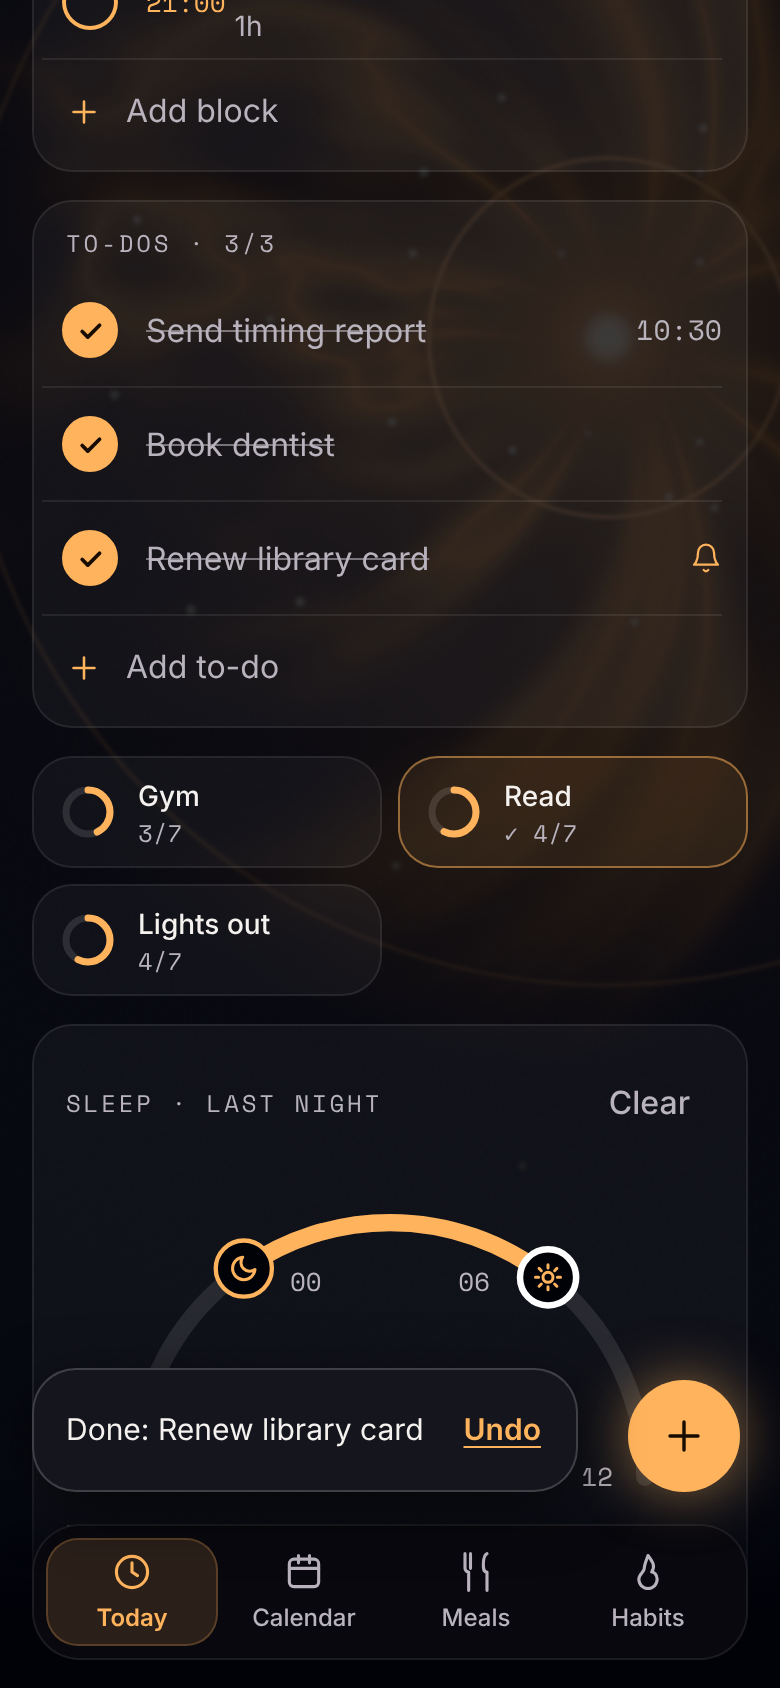 21:00
1h
Add block
TO-DOS · 3/3
Send timing report 10:30
Book dentist
Renew library card
Add to-do
Gym
3/7
Read
✓ 4/7
Lights out
4/7
SLEEP · LAST NIGHT Clear
00 06
Done: Renew library card Undo
12
Today Calendar Meals Habits